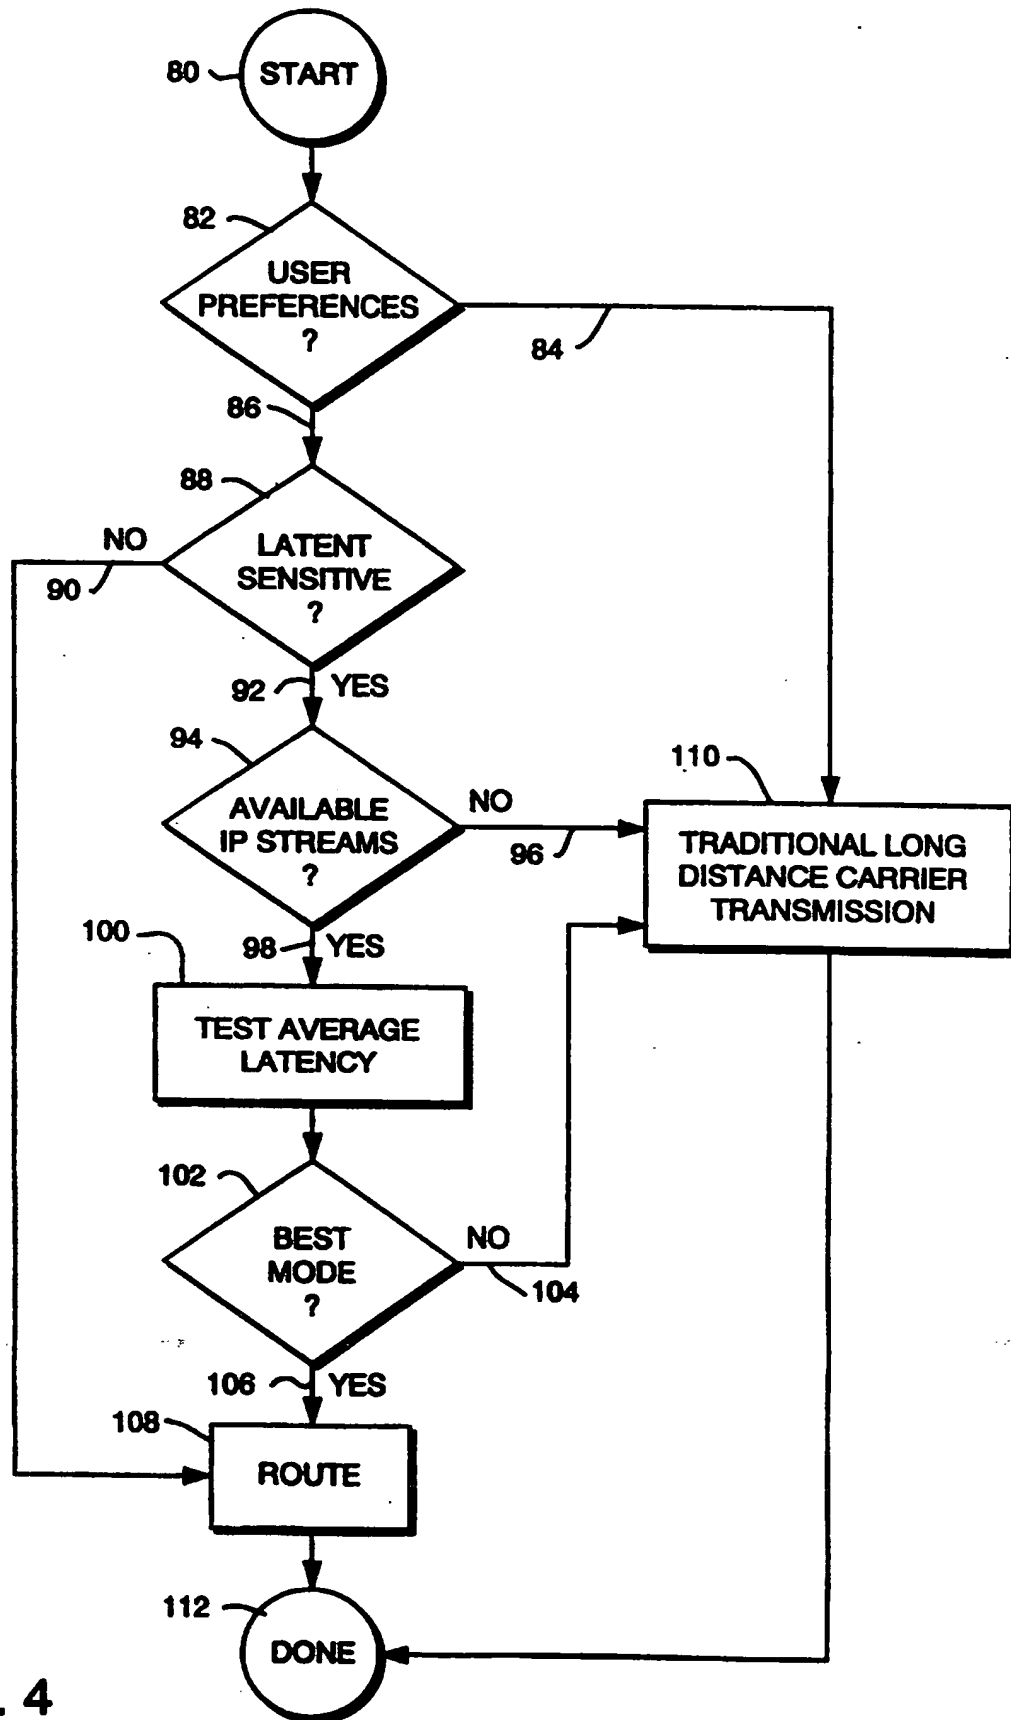 80
START
82
USER
PREFERENCES
?
84
86
88
LATENT
SENSITIVE
?
NO
90
92
YES
94
AVAILABLE
IP STREAMS
?
NO
96
110
TRADITIONAL LONG
DISTANCE CARRIER
TRANSMISSION
98
YES
100
TEST AVERAGE
LATENCY
102
BEST
MODE
?
NO
104
106
YES
108
ROUTE
112
DONE
. 4